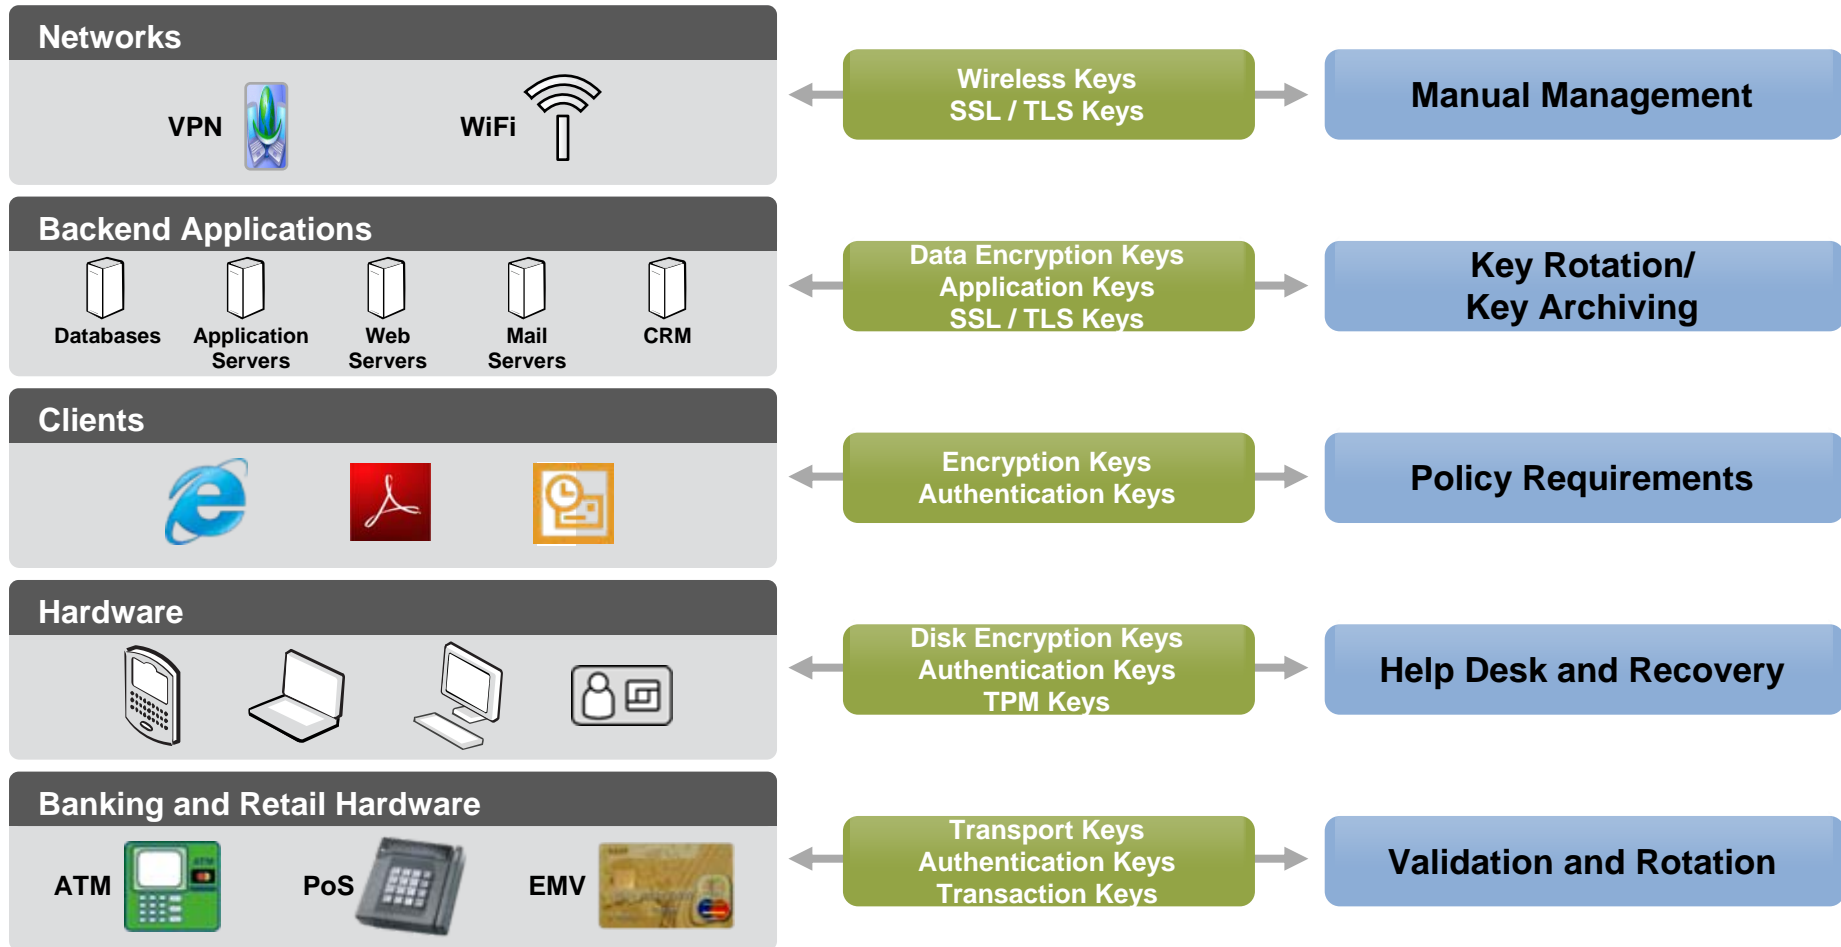 Networks
VPN
WiFi
Wireless Keys
SSL / TLS Keys
Manual Management
Backend Applications
Databases
Application
Servers
Web
Servers
Mail
Servers
CRM
Data Encryption Keys
Application Keys
SSL / TLS Keys
Key Rotation/
Key Archiving
Clients
Encryption Keys
Authentication Keys
Policy Requirements
Hardware
Disk Encryption Keys
Authentication Keys
TPM Keys
Help Desk and Recovery
Banking and Retail Hardware
ATM
ATM
PoS
EMV
Transport Keys
Authentication Keys
Transaction Keys
Validation and Rotation